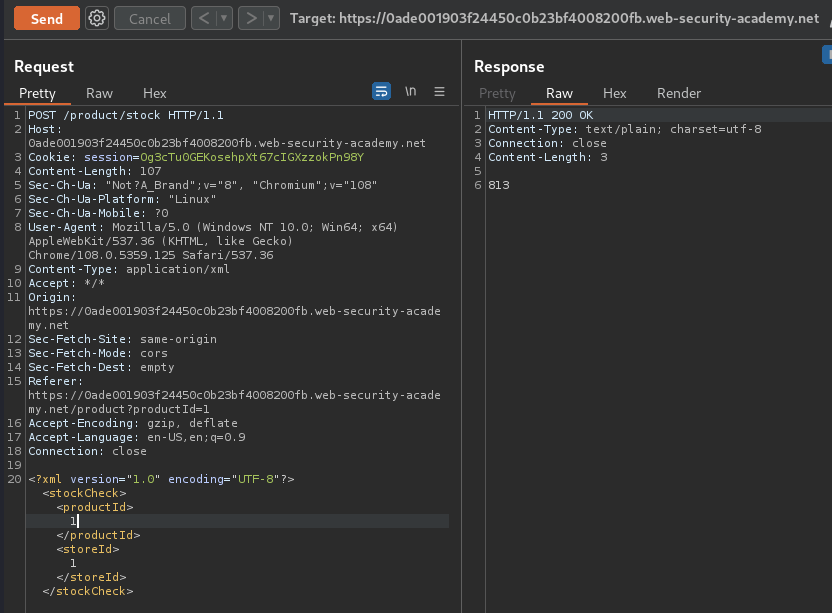 Send
Cancel
<
>
Target: https://0ade001903f24450c0b23bf4008200fb.web-security-academy.net
Request
Pretty Raw Hex
\n
1 POST /product/stock HTTP/1.1
2 Host:
0ade001903f24450c0b23bf4008200fb.web-security-academy.net
3 Cookie: session=Og3cTu0GEKosehpXt67cIGXzzokPn98Y
4 Content-Length: 107
5 Sec-Ch-Ua: "Not?A_Brand";v="8", "Chromium";v="108"
6 Sec-Ch-Ua-Platform: "Linux"
7 Sec-Ch-Ua-Mobile: ?0
8 User-Agent: Mozilla/5.0 (Windows NT 10.0; Win64; x64)
AppleWebKit/537.36 (KHTML, like Gecko)
Chrome/108.0.5359.125 Safari/537.36
9 Content-Type: application/xml
10 Accept: */*
11 Origin:
https://0ade001903f24450c0b23bf4008200fb.web-security-acade
my.net
12 Sec-Fetch-Site: same-origin
13 Sec-Fetch-Mode: cors
14 Sec-Fetch-Dest: empty
15 Referer:
https://0ade001903f24450c0b23bf4008200fb.web-security-acade
my.net/product?productId=1
16 Accept-Encoding: gzip, deflate
17 Accept-Language: en-US,en;q=0.9
18 Connection: close
19
20 <?xml version="1.0" encoding="UTF-8"?>
<stockCheck>
<productId>
1
</productId>
<storeId>
1
</storeId>
</stockCheck>
Response
Pretty Raw Hex Render
1 HTTP/1.1 200 OK
2 Content-Type: text/plain; charset=utf-8
3 Connection: close
4 Content-Length: 3
5
6 813